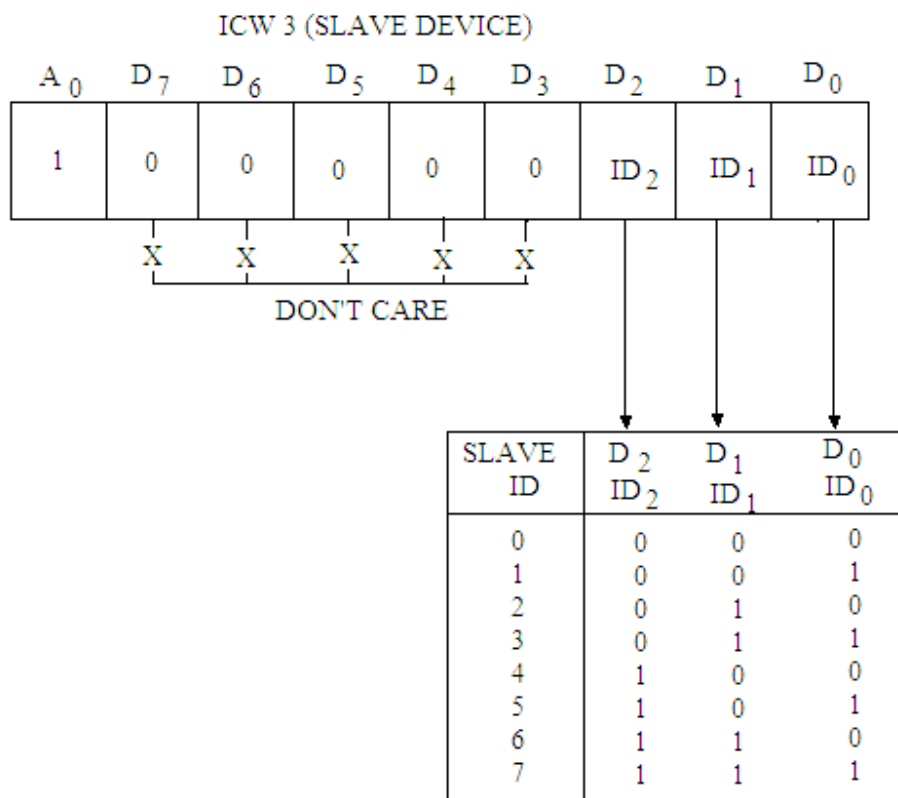 ICW 3 (SLAVE DEVICE)
A0 D7 D6 D5 D4 D3 D2 D1 D0
1 0 0 0 0 0 ID2 ID1 ID0
X X X X X
DON'T CARE
SLAVE D2 D1 D0
ID ID2 ID1 ID0
0 0 0 0
1 0 0 1
2 0 1 0
3 0 1 1
4 1 0 0
5 1 0 1
6 1 1 0
7 1 1 1